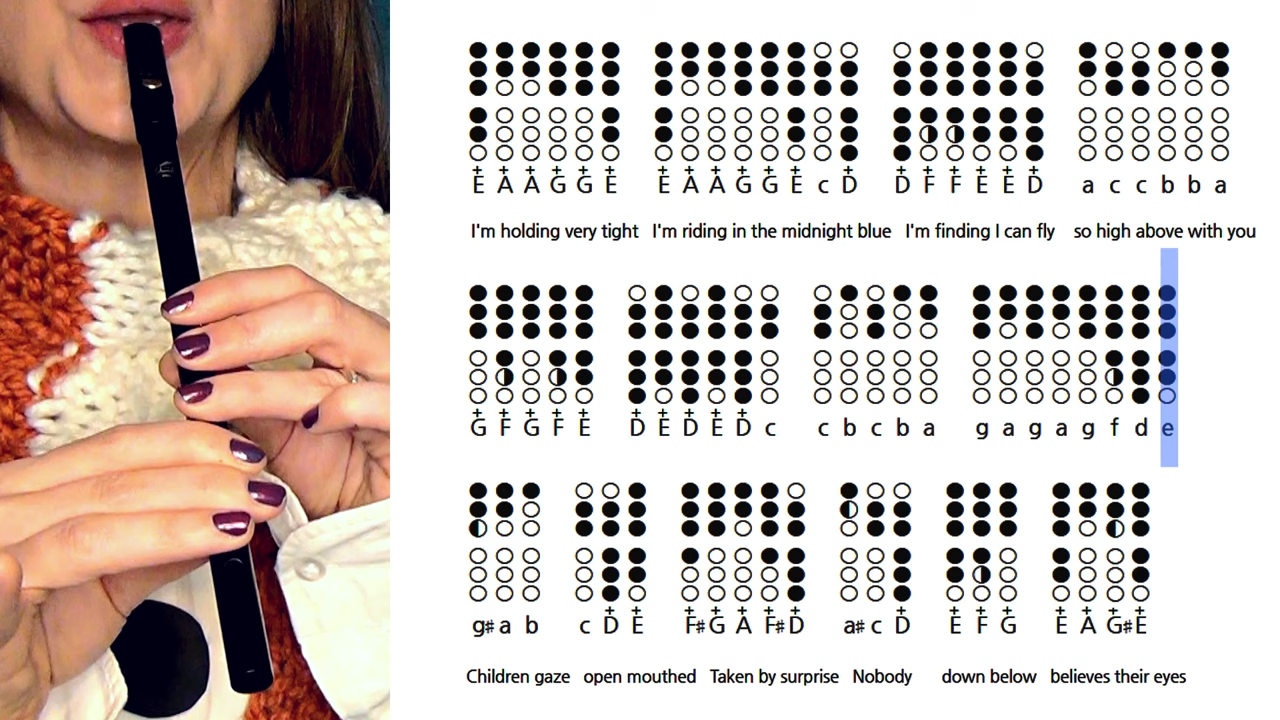 + + + + + + + + + + + + + + + + + + +
E A A G G E E A A G G E c D D F F E E D a c c b b a
I'm holding very tight I'm riding in the midnight blue I'm finding I can fly so high above with you
+ + + + + + + + + +
G F G F E D E D E D c c b c b a g a g a g f d e
+ + + + + + + + + + + + + + +
g# a b c D E F# G A F# D a# c D E F G E A G# E
Children gaze open mouthed Taken by surprise Nobody down below believes their eyes